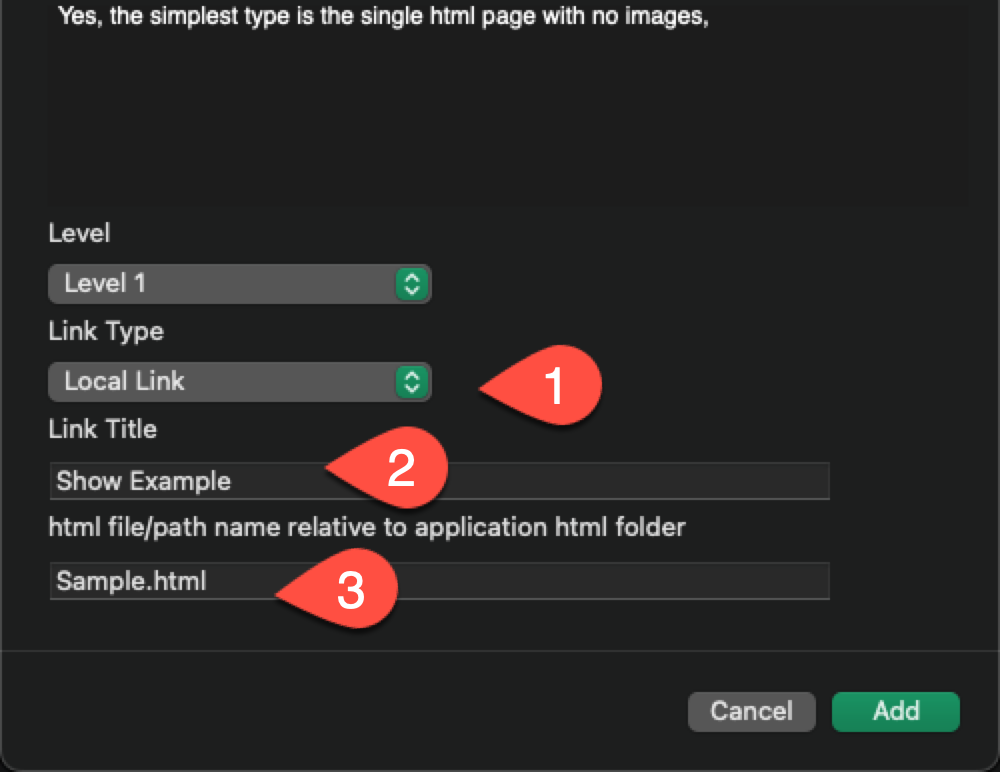 Yes, the simplest type is the single html page with no images,
Level
Level 1
Link Type
Local Link
1
Link Title
2
Show Example
html file/path name relative to application html folder
Sample.html
3
Cancel
Add